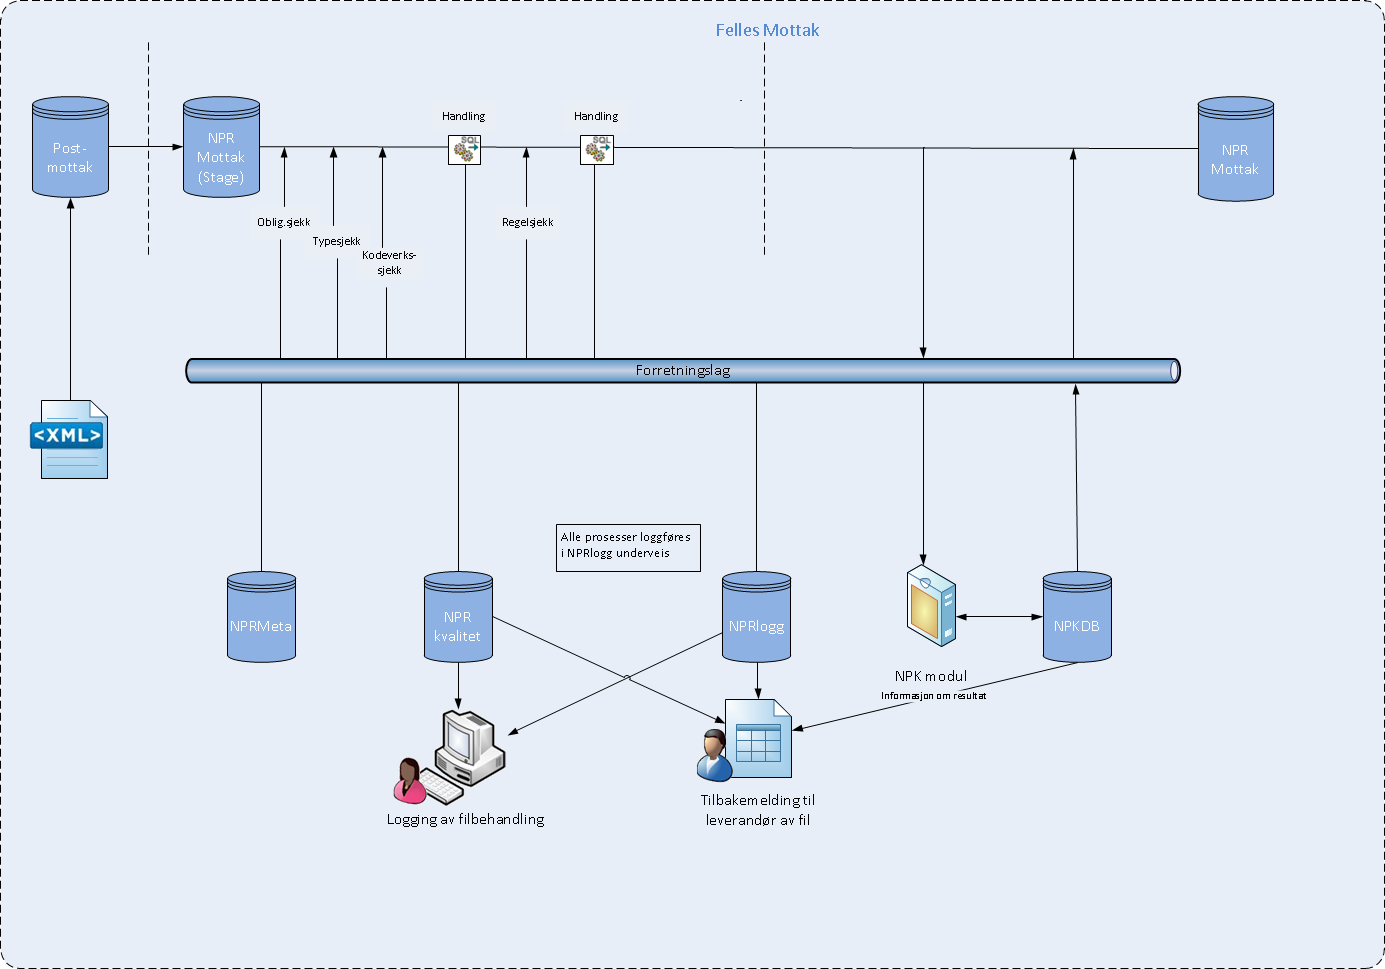 Felles Mottak
Post-
mottak
NPR
Mottak
(Stage)
Handling
SQL
Handling
SQL
NPR
Mottak
Oblig.sjekk
Typesjekk
Kodeverks-
sjekk
Regelsjekk
Forretningslag
<XML>
Alle prosesser loggføres
i NPRlogg underveis
NPRMeta
NPR
kvalitet
NPRlogg
NPKDB
NPK modul
Informasjon om resultat
Logging av filbehandling
Tilbakemelding til
leverandør av fil